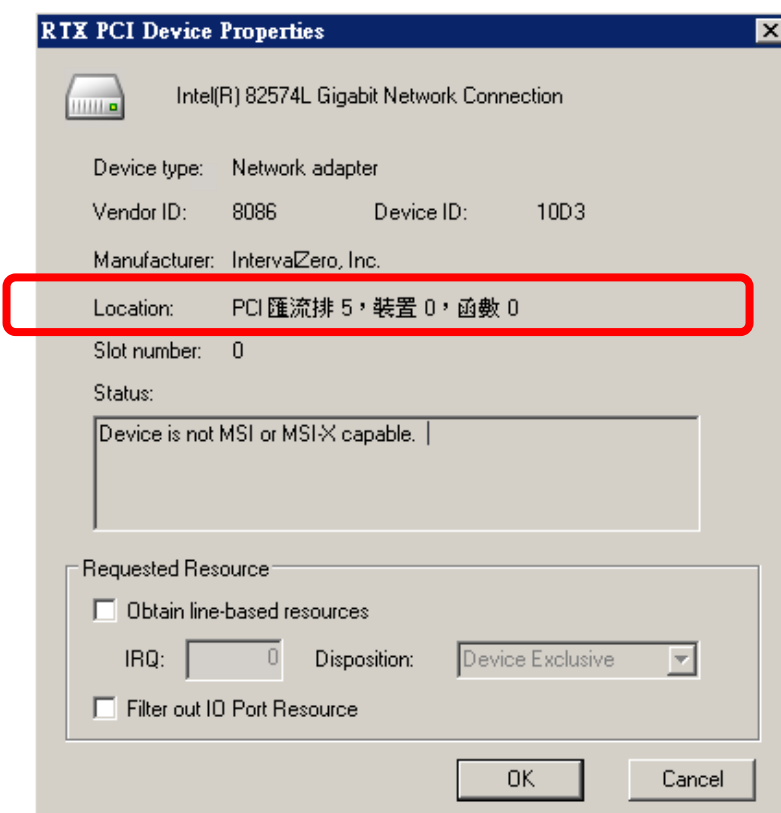 RTX PCI Device Properties
Intel(R) 82574L Gigabit Network Connection
Device type: Network adapter
Vendor ID: 8086 Device ID: 10D3
Manufacturer: IntervalZero, Inc.
Location: PCI 匯流排 5，裝置 0，函數 0
Slot number: 0
Status:
Device is not MSI or MSI-X capable.
Requested Resource
Obtain line-based resources
IRQ: 0 Disposition: Device Exclusive
Filter out IO Port Resource
OK Cancel